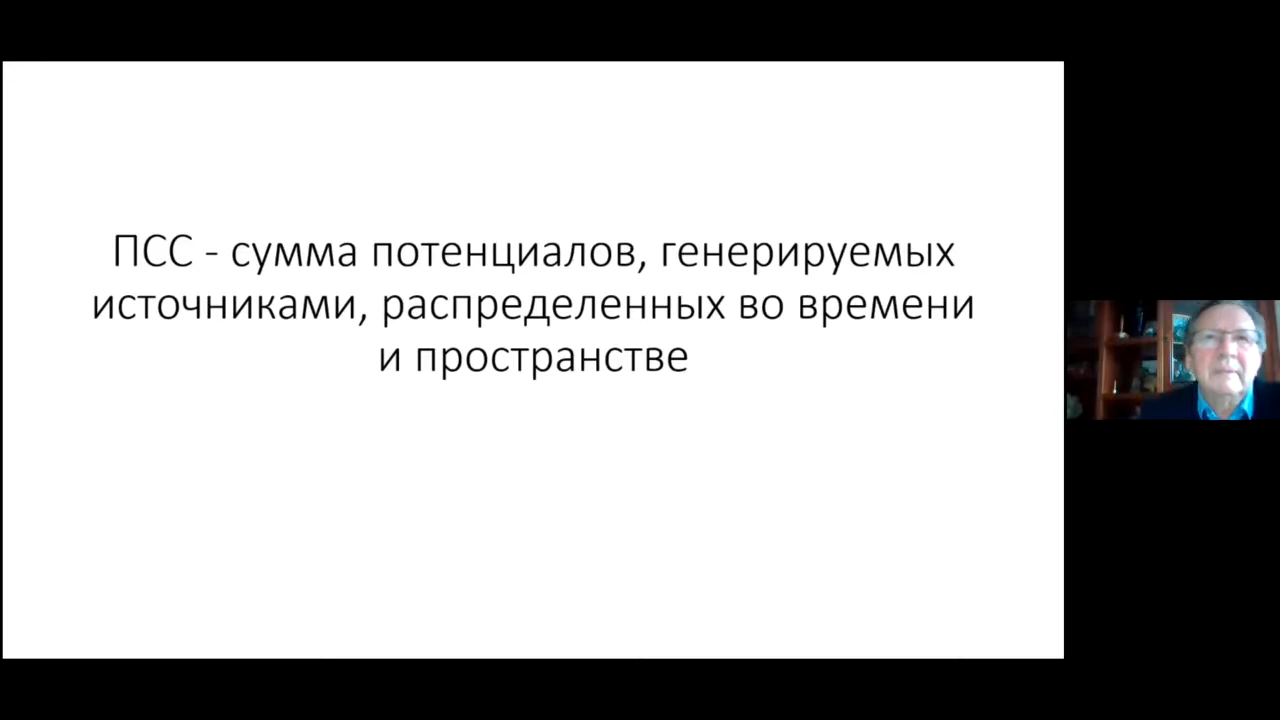 ПСС - сумма потенциалов, генерируемых
источниками, распределенных во времени
и пространстве